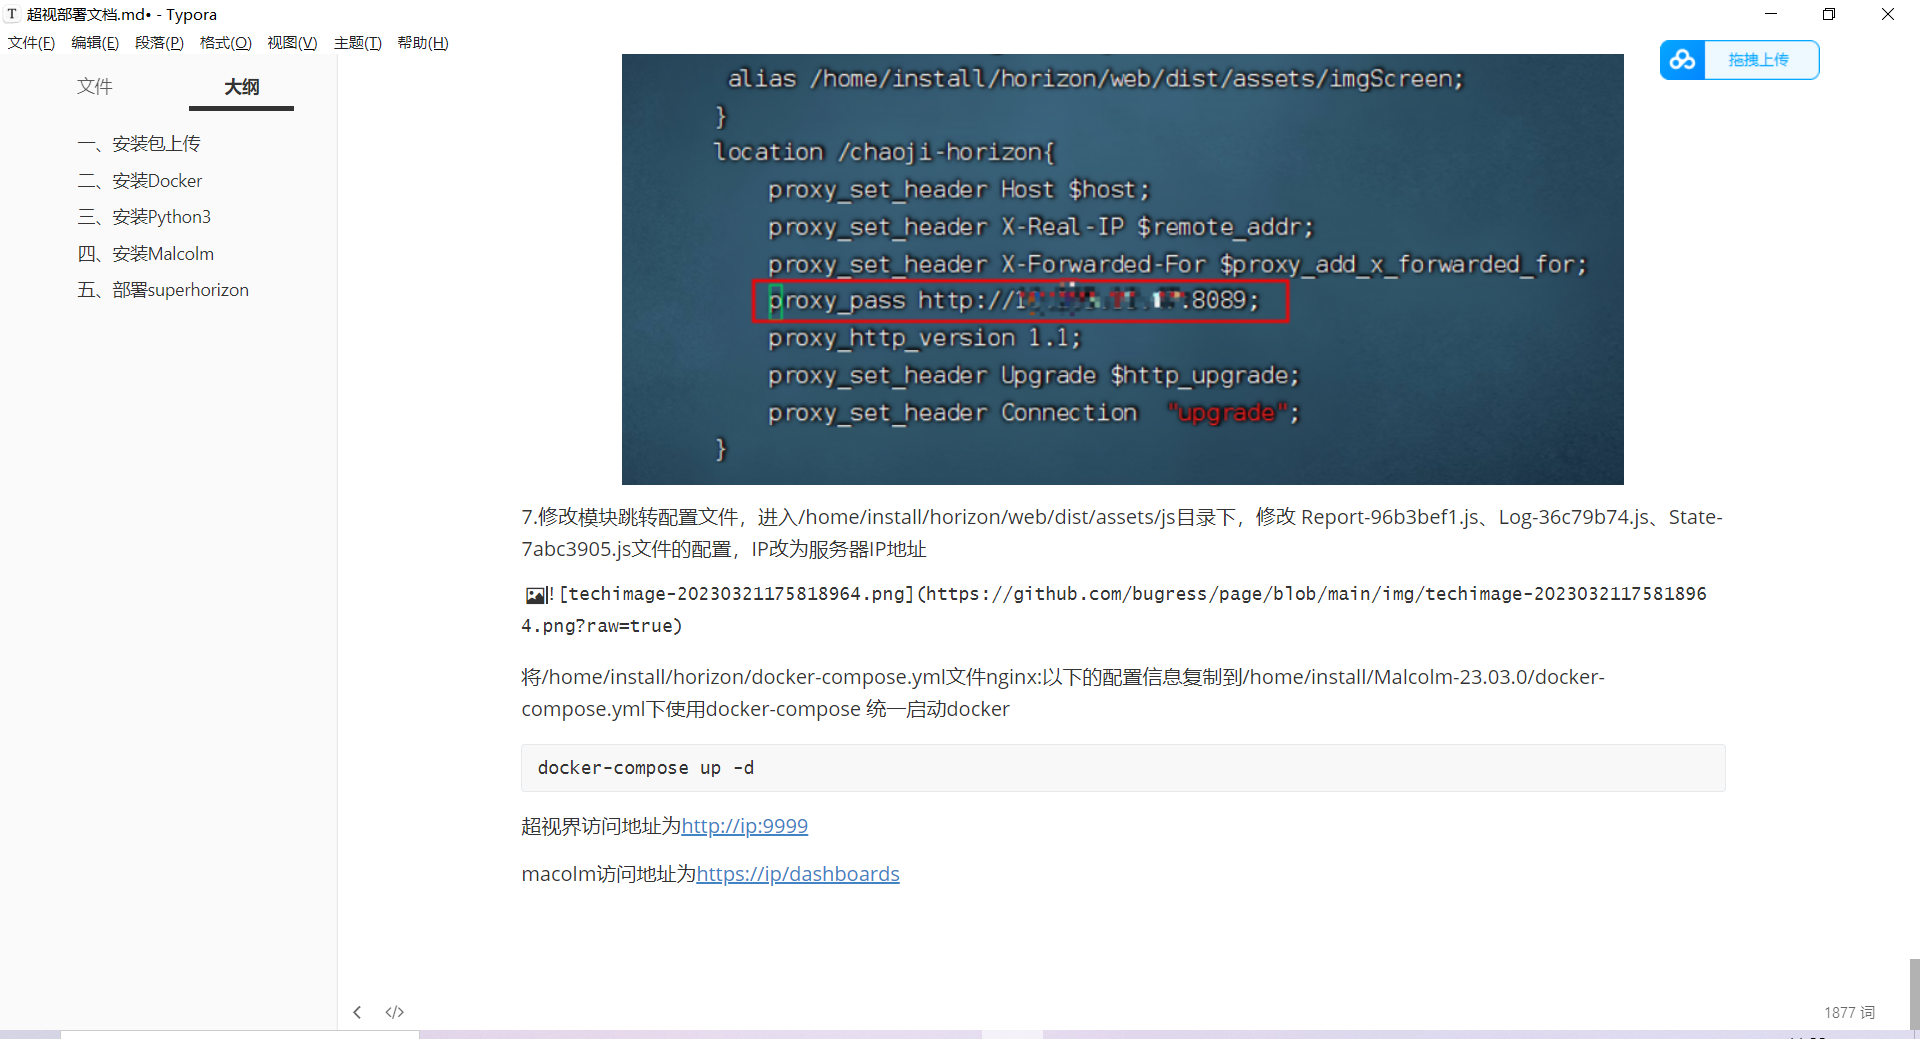 超视部署文档.md• - Typora
文件(F) 编辑(E) 段落(P) 格式(O) 视图(V) 主题(T) 帮助(H)
拖拽上传
文件 大纲
一、安装包上传
二、安装Docker
三、安装Python3
四、安装Malcolm
五、部署superhorizon
alias /home/install/horizon/web/dist/assets/imgScreen;
}
location /chaoji-horizon{
proxy_set_header Host $host;
proxy_set_header X-Real-IP $remote_addr;
proxy_set_header X-Forwarded-For $proxy_add_x_forwarded_for;
proxy_pass http://1 :8089;
proxy_http_version 1.1;
proxy_set_header Upgrade $http_upgrade;
proxy_set_header Connection "upgrade";
}
7.修改模块跳转配置文件，进入/home/install/horizon/web/dist/assets/js目录下，修改 Report-96b3bef1.js、Log-36c79b74.js、State-
7abc3905.js文件的配置，IP改为服务器IP地址
![techimage-20230321175818964.png](https://github.com/bugress/page/blob/main/img/techimage-2023032117581896
4.png?raw=true)
将/home/install/horizon/docker-compose.yml文件nginx:以下的配置信息复制到/home/install/Malcolm-23.03.0/docker-
compose.yml下使用docker-compose 统一启动docker
docker-compose up -d
超视界访问地址为http://ip:9999
macolm访问地址为https://ip/dashboards
</> 1877 词